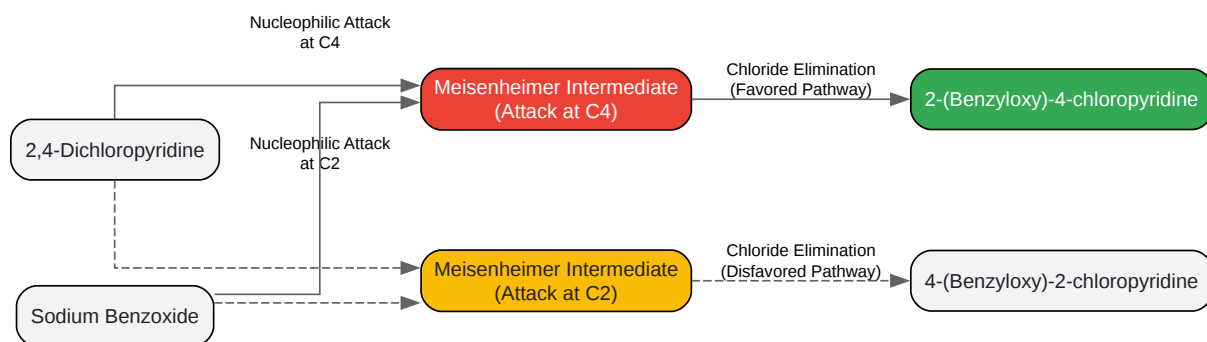 Nucleophilic Attack
at C4
Meisenheimer Intermediate
(Attack at C4)
Chloride Elimination
(Favored Pathway)
2-(Benzyloxy)-4-chloropyridine
2,4-Dichloropyridine
Nucleophilic Attack
at C2
Meisenheimer Intermediate
(Attack at C2)
Chloride Elimination
(Disfavored Pathway)
4-(Benzyloxy)-2-chloropyridine
Sodium Benzoxide